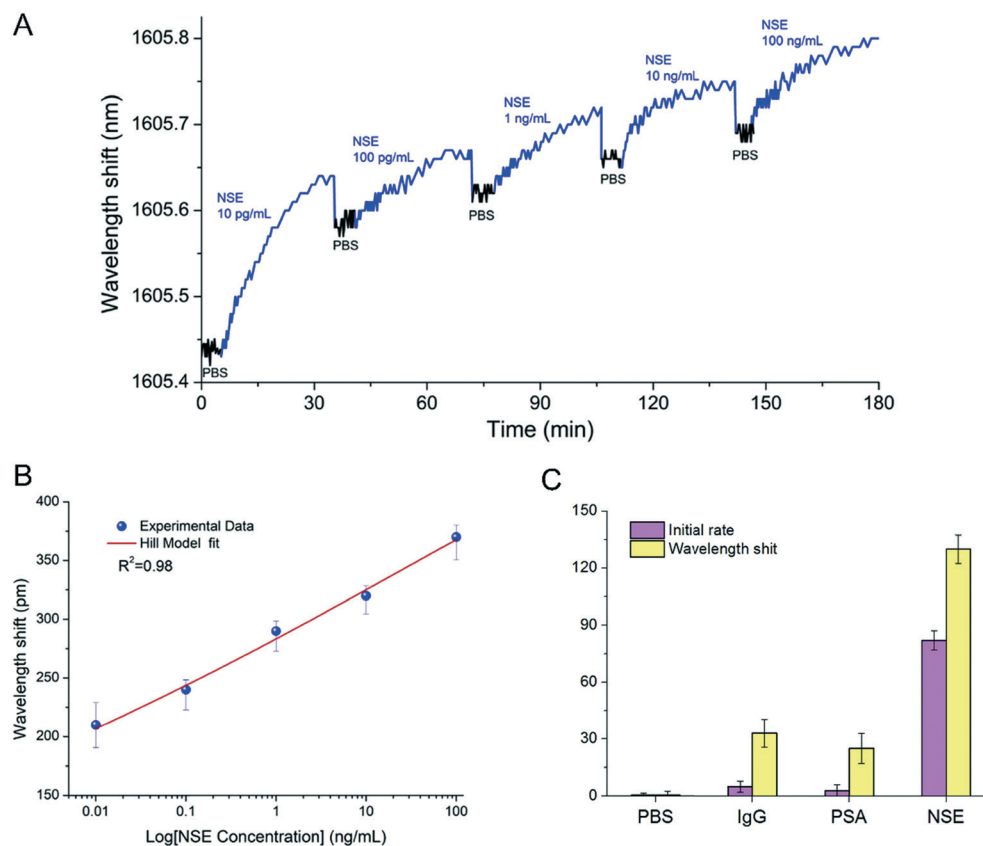 A
Wavelength shift (nm)
1605.8
1605.7
1605.6
1605.5
1605.4
NSE
10 pg/mL
NSE
100 pg/mL
NSE
1 ng/mL
NSE
10 ng/mL
NSE
100 ng/mL
PBS
PBS
PBS
PBS
PBS
0 30 60 90 120 150 180
Time (min)
B
Wavelength shift (pm)
400
350
300
250
200
150
Experimental Data
Hill Model fit
R²=0.98
0.01 0.1 1 10 100
Log[NSE Concentration] (ng/mL)
C
150
120
90
60
30
0
Initial rate
Wavelength shit
PBS IgG PSA NSE